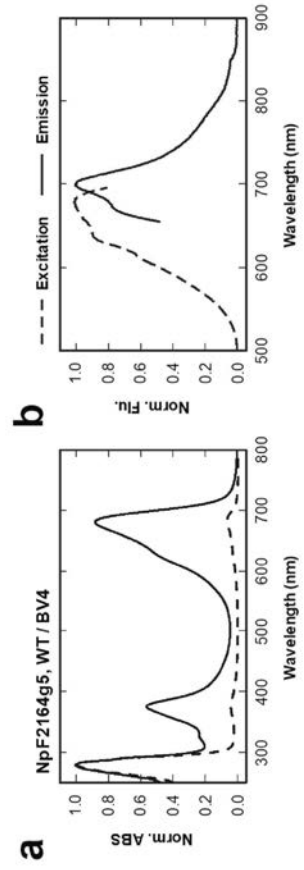 a
NpF2164g5, WT / BV4
Norm. ABS
1.0
0.8
0.6
0.4
0.2
0.0
300
400
500
600
700
800
Wavelength (nm)
b
Excitation
Emission
Norm. Flu.
1.0
0.8
0.6
0.4
0.2
0.0
500
600
700
800
900
Wavelength (nm)